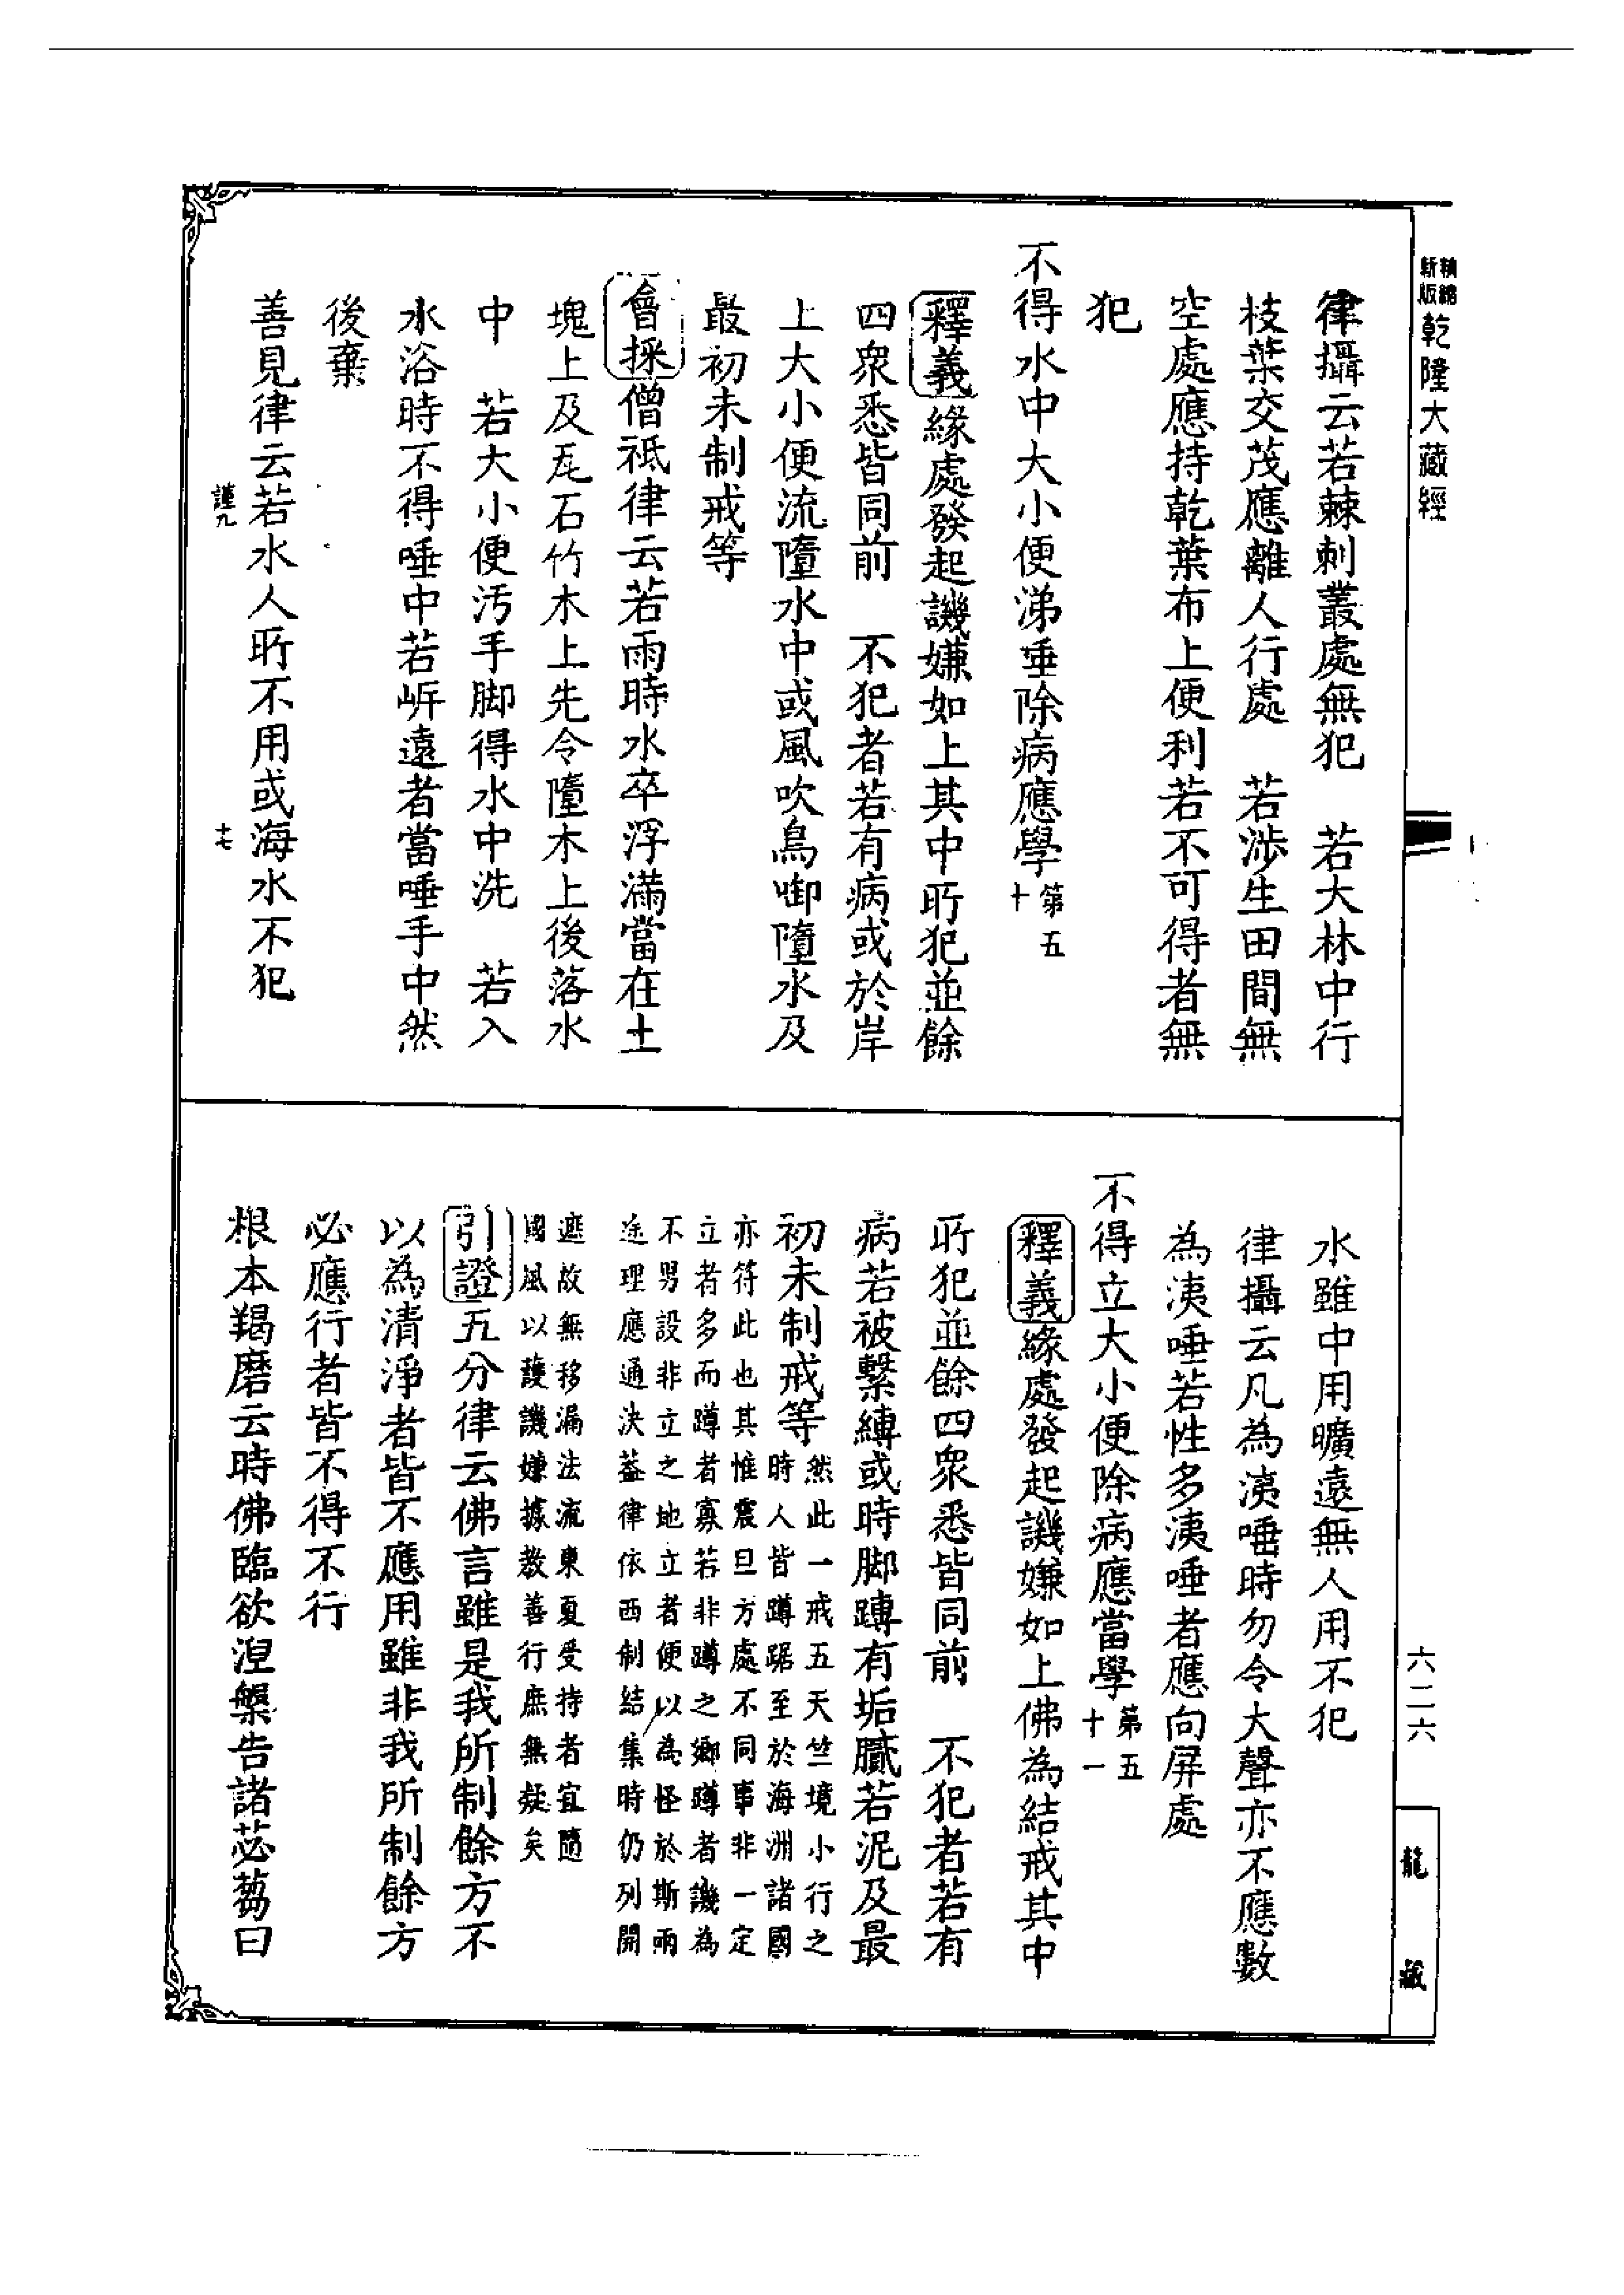 精縮
新版
乾隆大藏經
律攝云若棘刺叢處無犯　若大林中行
枝葉交茂應離人行處　若涉生田間無
空處應持乾葉布上便利若不可得者無
犯
不得水中大小便涕唾除病應學第五十
釋義緣處發起譏嫌如上其中所犯並餘
四眾悉皆同前　不犯者若有病或於岸
上大小便流墮水中或風吹鳥啣墮水及
最初未制戒等
會採僧祇律云若雨時水卒浮滿當在土
塊上及瓦石竹木上先令墮木上後落水
中　若大小便污手脚得水中洗　若入
水浴時不得唾中若岍遠者當唾手中然
後棄
善見律云若水人所不用或海水不犯
謹九
十七
水雖中用曠遠無人用不犯
律攝云凡為洟唾時勿令大聲亦不應數
為洟唾若性多洟唾者應向屏處
不得立大小便除病應當學第五十一
釋義緣處發起譏嫌如上佛為結戒其中
所犯並餘四眾悉皆同前　不犯者若有
病若被繫縛或時脚䠙有垢膩若泥及最
初未制戒等然此一戒五天竺境小行之
時人皆蹲踞至於海洲諸國
亦符此也其惟震旦方處不同事非一定
立者多而蹲者寡若非蹲之鄉蹲者譏為
不男設非立之地立者便以為怪於斯兩
途理應通決葢律依西制結集時仍列開
遮故無移漏法流東夏受持者宜隨
國風以護譏嫌據教善行庶無疑矣
引證五分律云佛言雖是我所制餘方不
以為清淨者皆不應用雖非我所制餘方
必應行者皆不得不行
根本羯磨云時佛臨欲涅槃告諸苾芻曰
六二六
龍藏